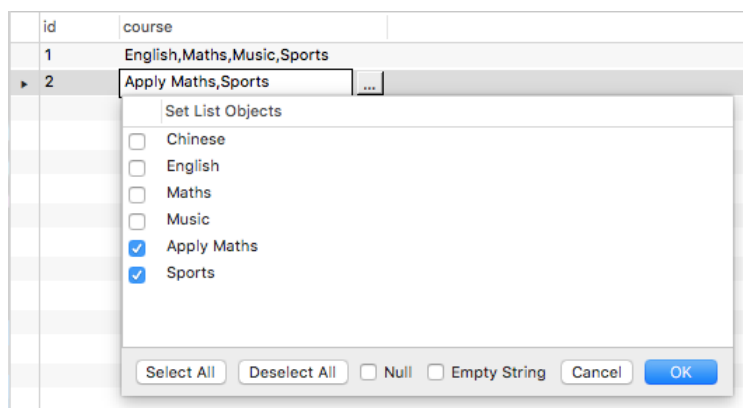 id course
1 English,Maths,Music,Sports
2 Apply Maths,Sports ...
Set List Objects
Chinese
English
Maths
Music
Apply Maths
Sports
Select All Deselect All Null Empty String Cancel OK